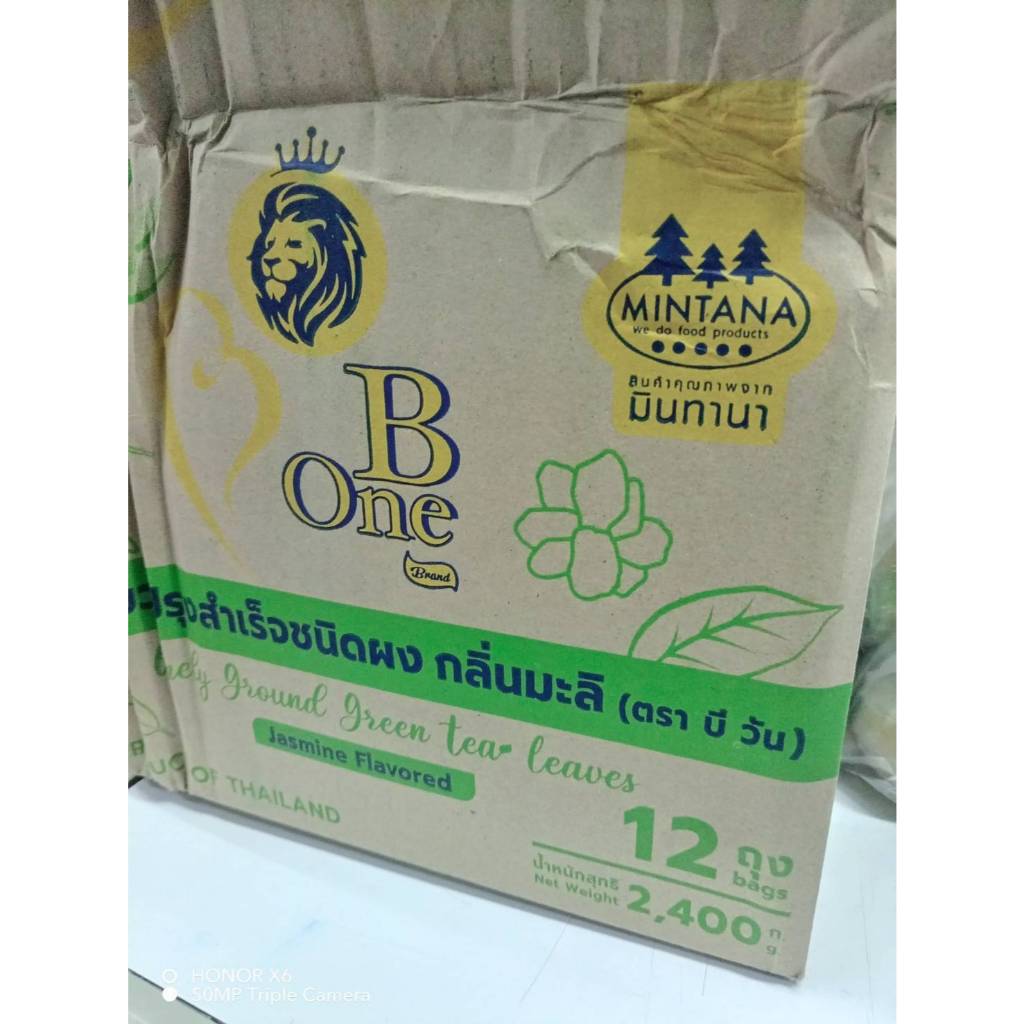 MINTANA
we do food products
สินค้าคุณภาพจาก
มินทานา
B
One
Brand
ปรุงสำเร็จชนิดผง กลิ่นมะลิ (ตรา บี วัน)
ground green tea leaves
Jasmine Flavored
OF THAILAND
12 ถุง
bags
น้ำหนักสุทธิ
Net Weight 2,400 ก.
g.
HONOR X6
50MP Triple Camera